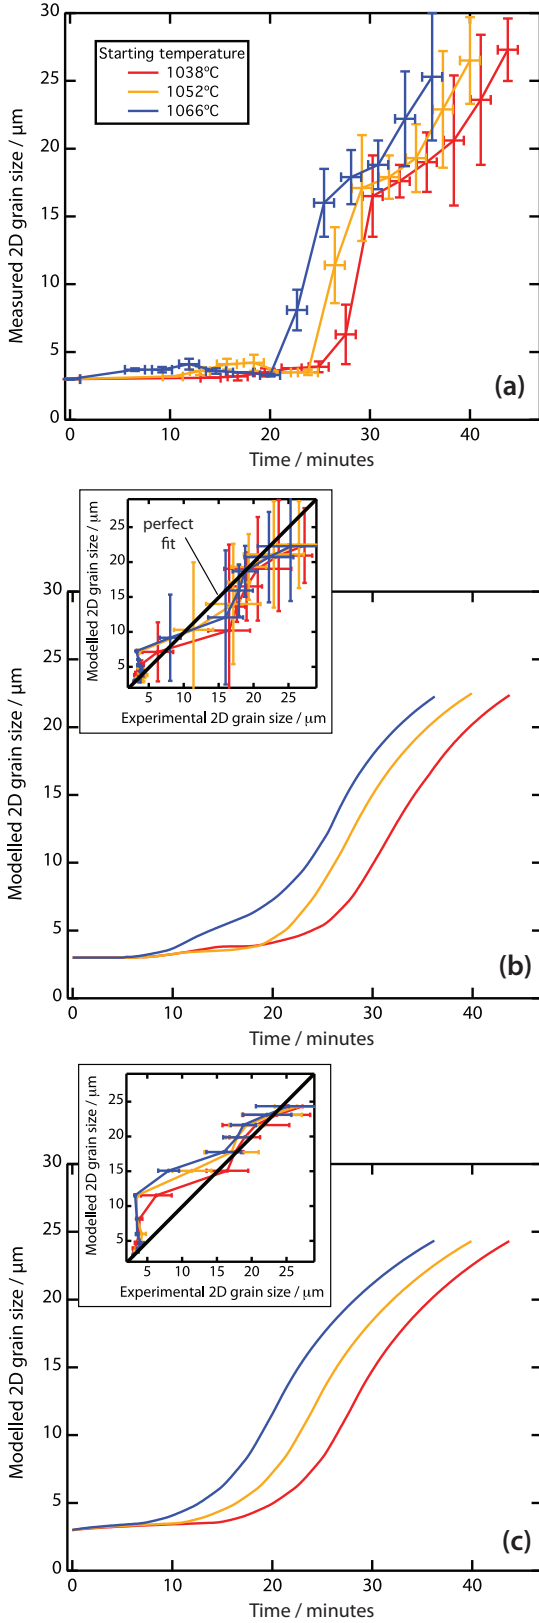 30
25
20
15
10
5
0
Measured 2D grain size / μm
Starting temperature
1038ºC
1052ºC
1066ºC
(a)
0
10
20
30
40
Time / minutes
25
20
15
10
5
Modelled 2D grain size / μm
perfect
fit
5
10
15
20
25
Experimental 2D grain size / μm
30
25
20
15
10
5
0
Modelled 2D grain size / μm
(b)
0
10
20
30
40
Time / minutes
25
20
15
10
5
Modelled 2D grain size / μm
5
10
15
20
25
Experimental 2D grain size / μm
30
25
20
15
10
5
0
Modelled 2D grain size / μm
(c)
0
10
20
30
40
Time / minutes